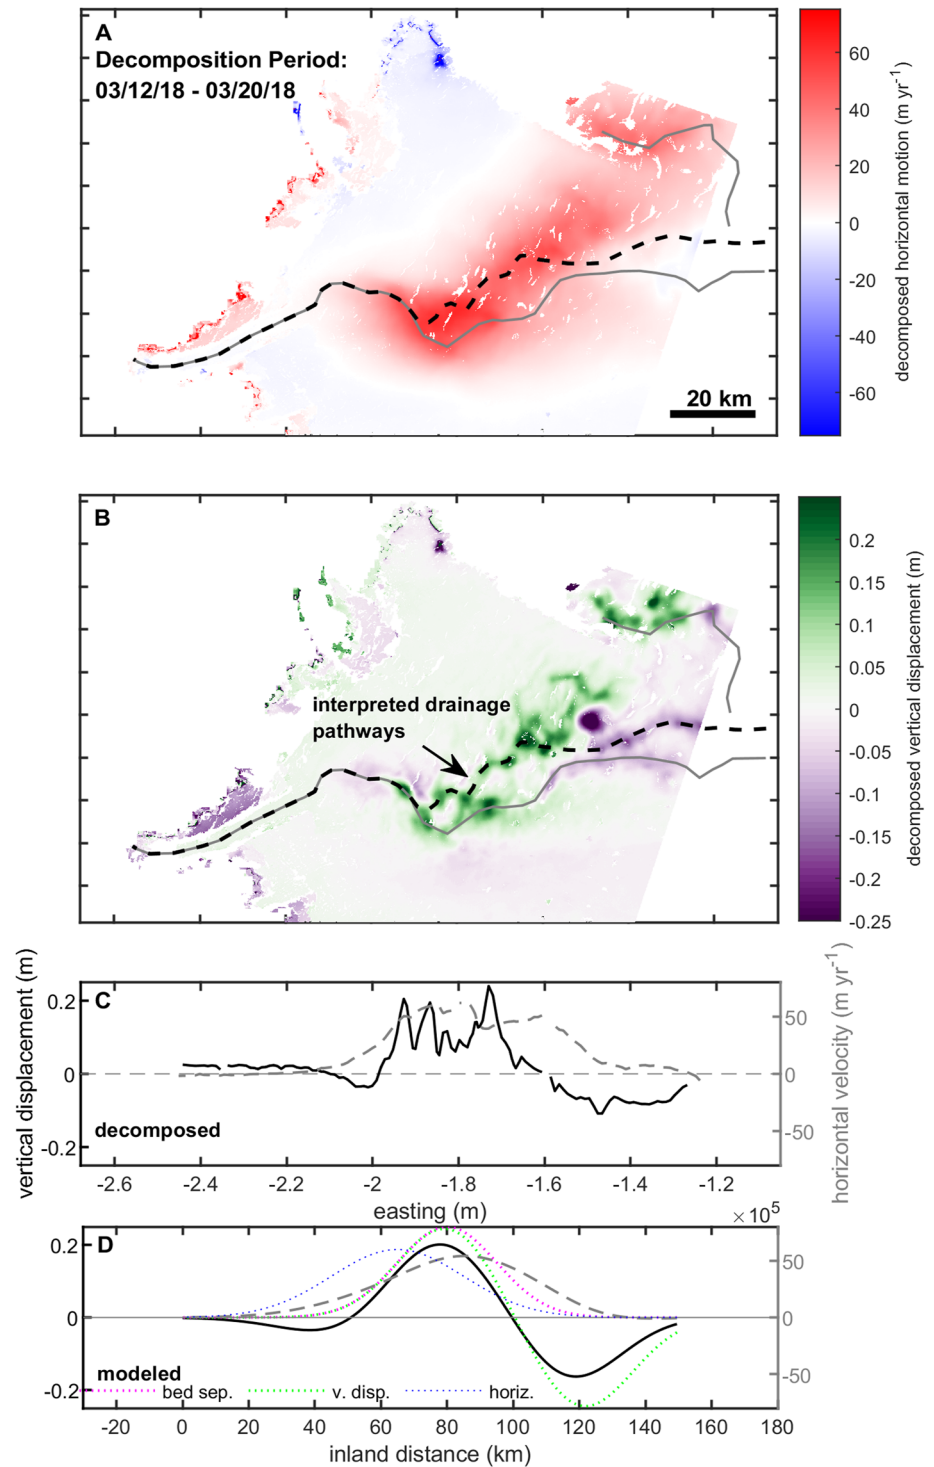 A
Decomposition Period:
03/12/18 - 03/20/18
20 km
60
40
20
0
-20
-40
-60
decomposed horizontal motion (m yr-1)
B
interpreted drainage
pathways
0.2
0.15
0.1
0.05
0
-0.05
-0.1
-0.15
-0.2
-0.25
decomposed vertical displacement (m)
C
decomposed
0.2
0
-0.2
vertical displacement (m)
50
0
-50
horizontal velocity (m yr-1)
-2.6 -2.4 -2.2 -2 -1.8 -1.6 -1.4 -1.2
easting (m)
×10^5
D
modeled
bed sep. v. disp. horiz.
0.2
0
-0.2
50
0
-50
-20 0 20 40 60 80 100 120 140 160 180
inland distance (km)